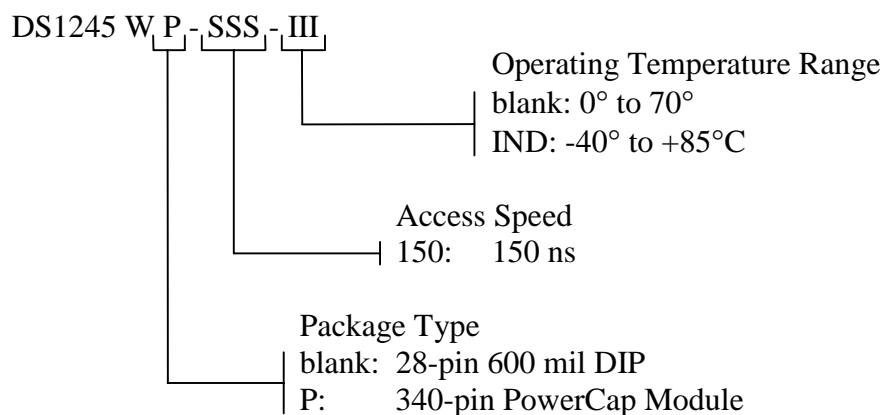 DS1245 W P - SSS - III
Operating Temperature Range
blank: 0° to 70°
IND: -40° to +85°C
Access Speed
150: 150 ns
Package Type
blank: 28-pin 600 mil DIP
P: 340-pin PowerCap Module